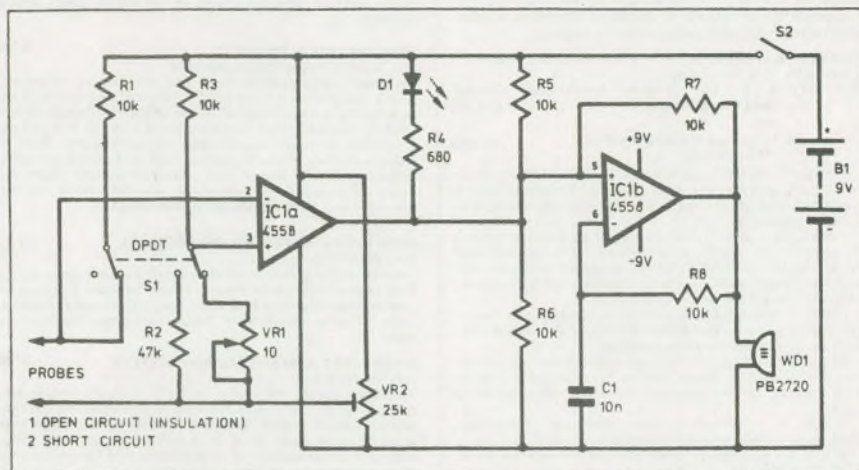 S2
R1
10k
R3
10k
D1
R5
10k
R7
10k
R4
680
+9V
+
B1
9V
-
2
-
IC1a
4558
3
+
5
+
IC1b
4558
6
-
-9V
DPDT
S1
R8
10k
R2
47k
VR1
10
R6
10k
WD1
PB2720
PROBES
VR2
25k
C1
10n
1 OPEN CIRCUIT (INSULATION)
2 SHORT CIRCUIT